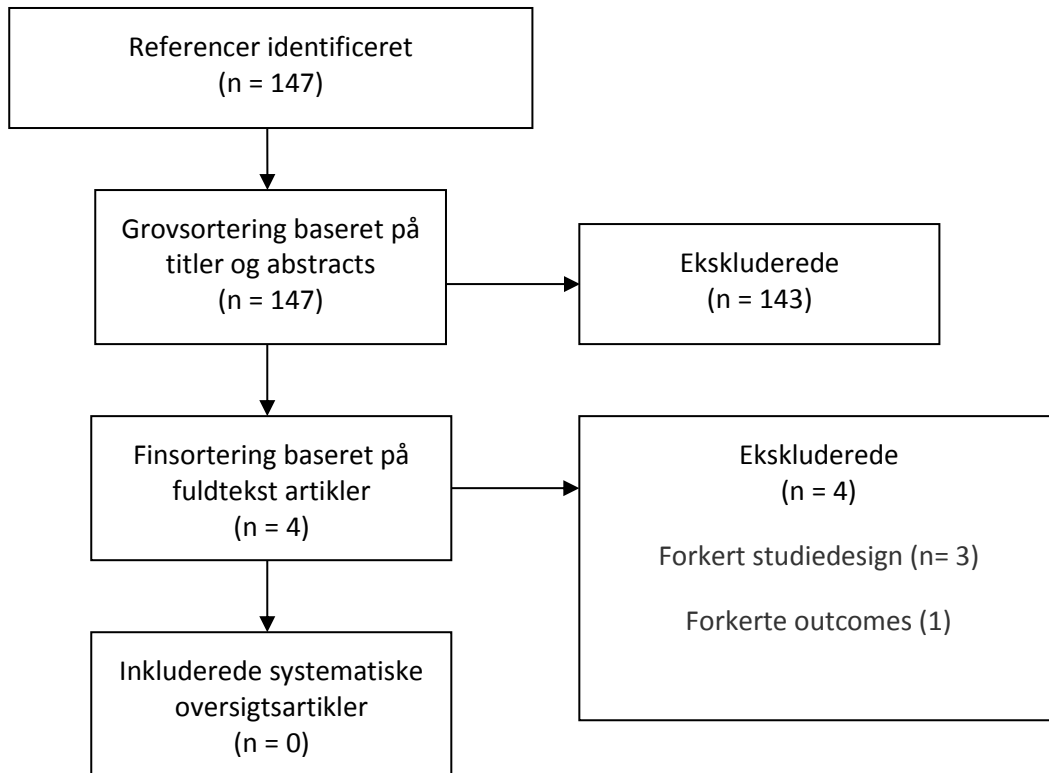 Referencer identificeret
(n = 147)
Grovsortering baseret på
titler og abstracts
(n = 147)
Ekskluderede
(n = 143)
Finsortering baseret på
fuldtekst artikler
(n = 4)
Ekskluderede
(n = 4)
Forkert studiedesign (n= 3)
Forkerte outcomes (1)
Inkluderede systematiske
oversigtsartikler
(n = 0)